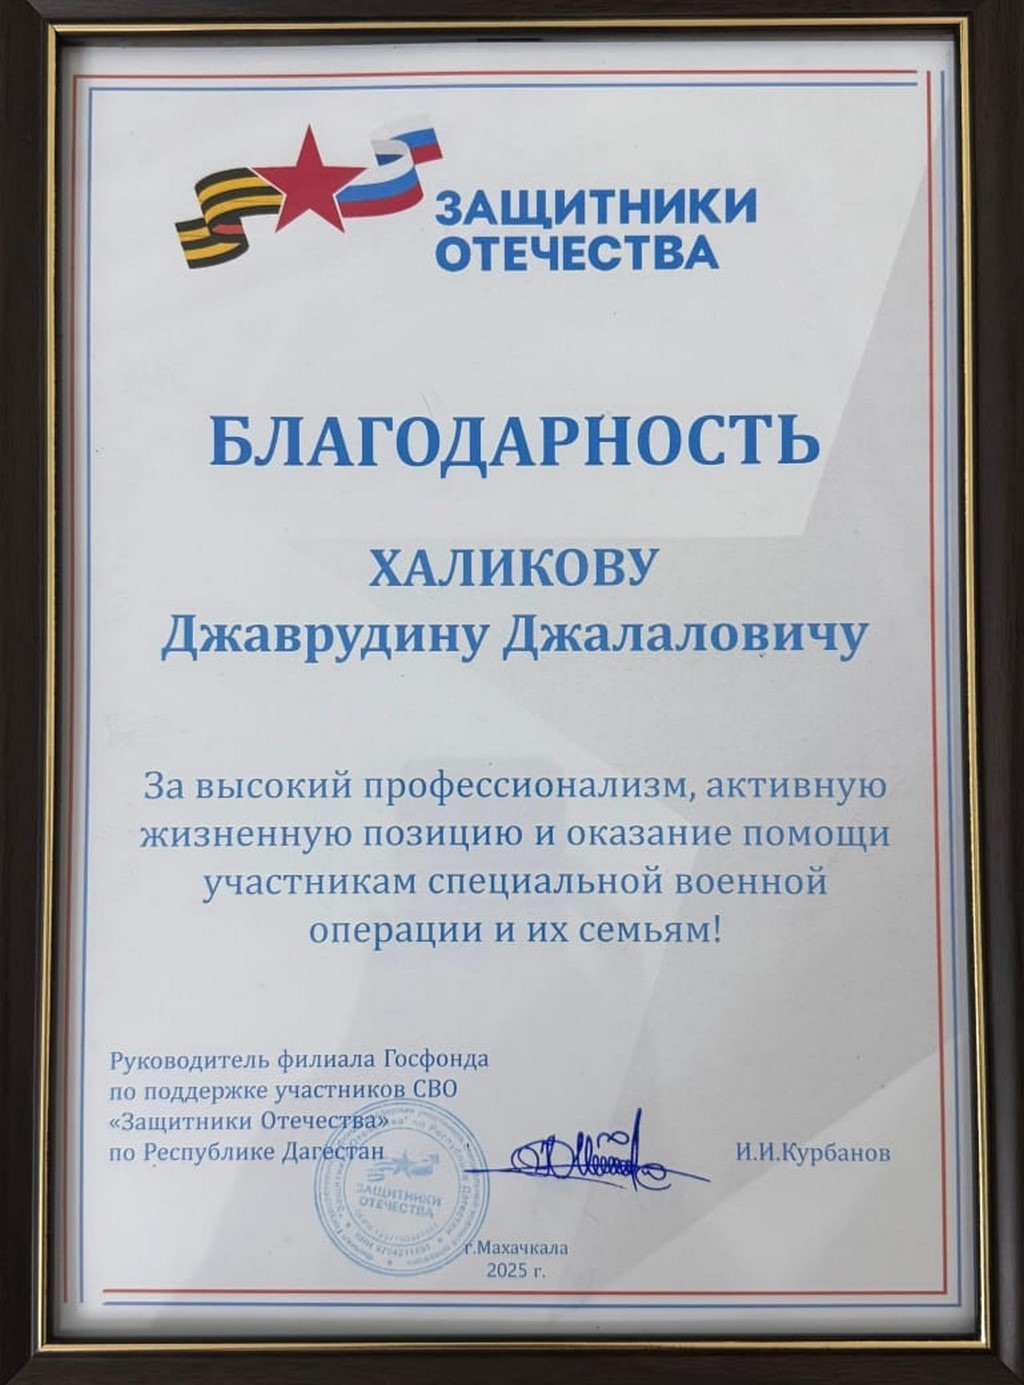 ЗАЩИТНИКИ
ОТЕЧЕСТВА
БЛАГОДАРНОСТЬ
ХАЛИКОВУ
Джаврудину Джалаловичу
За высокий профессионализм, активную
жизненную позицию и оказание помощи
участникам специальной военной
операции и их семьям!
Руководитель филиала Госфонда
по поддержке участников СВО
«Защитники Отечества»
по Республике Дагестан
И.И.Курбанов
ЗАЩИТНИКИ
ОТЕЧЕСТВА
г.Махачкала
2025 г.